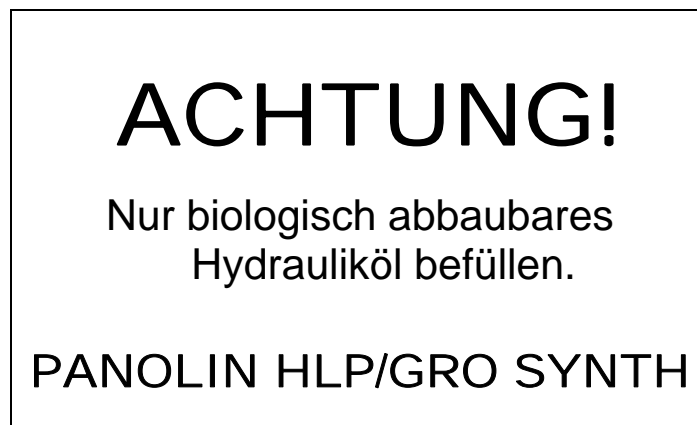 ACHTUNG!
Nur biologisch abbaubares
Hydrauliköl befüllen.
PANOLIN HLP/GRO SYNTH